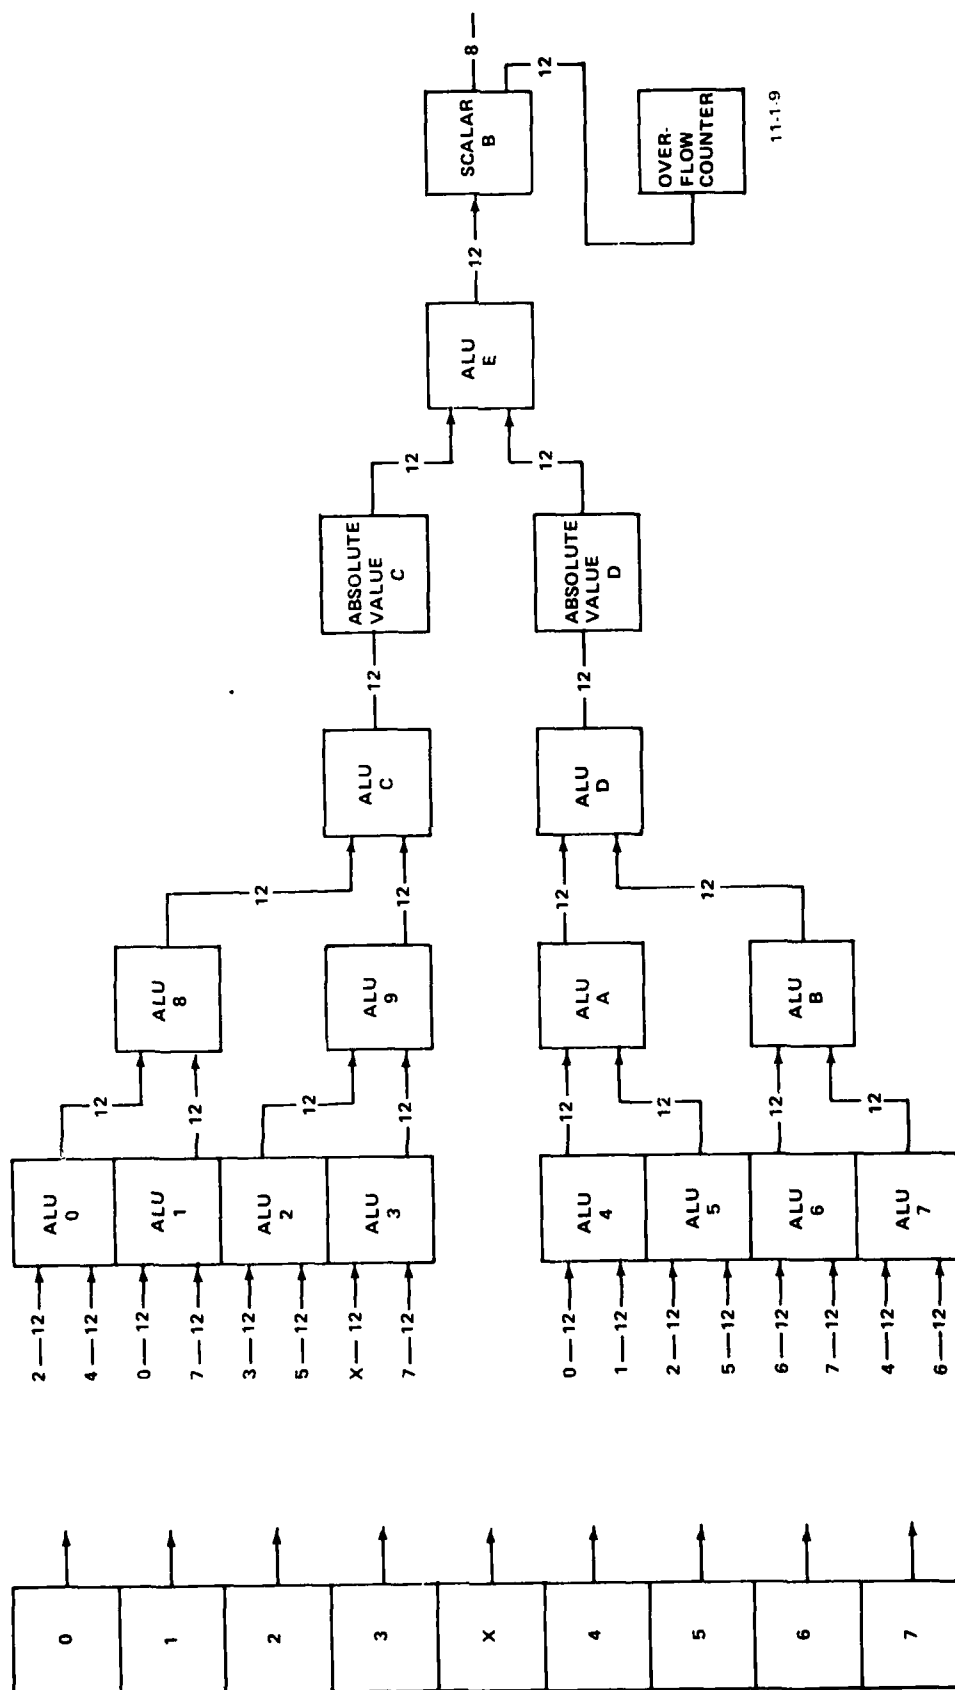 0
1
2
3
X
4
5
6
7
2—12
4—12
0—12
7—12
3—12
5—12
X—12
7—12
0—12
1—12
2—12
5—12
6—12
7—12
4—12
6—12
ALU
0
ALU
1
ALU
2
ALU
3
ALU
4
ALU
5
ALU
6
ALU
7
12
12
12
12
12
12
12
12
ALU
8
ALU
9
ALU
A
ALU
B
12
12
12
12
ALU
C
ALU
D
12
12
ABSOLUTE
VALUE
C
ABSOLUTE
VALUE
D
12
12
ALU
E
12
SCALAR
B
8
12
OVER-
FLOW
COUNTER
11-1-9